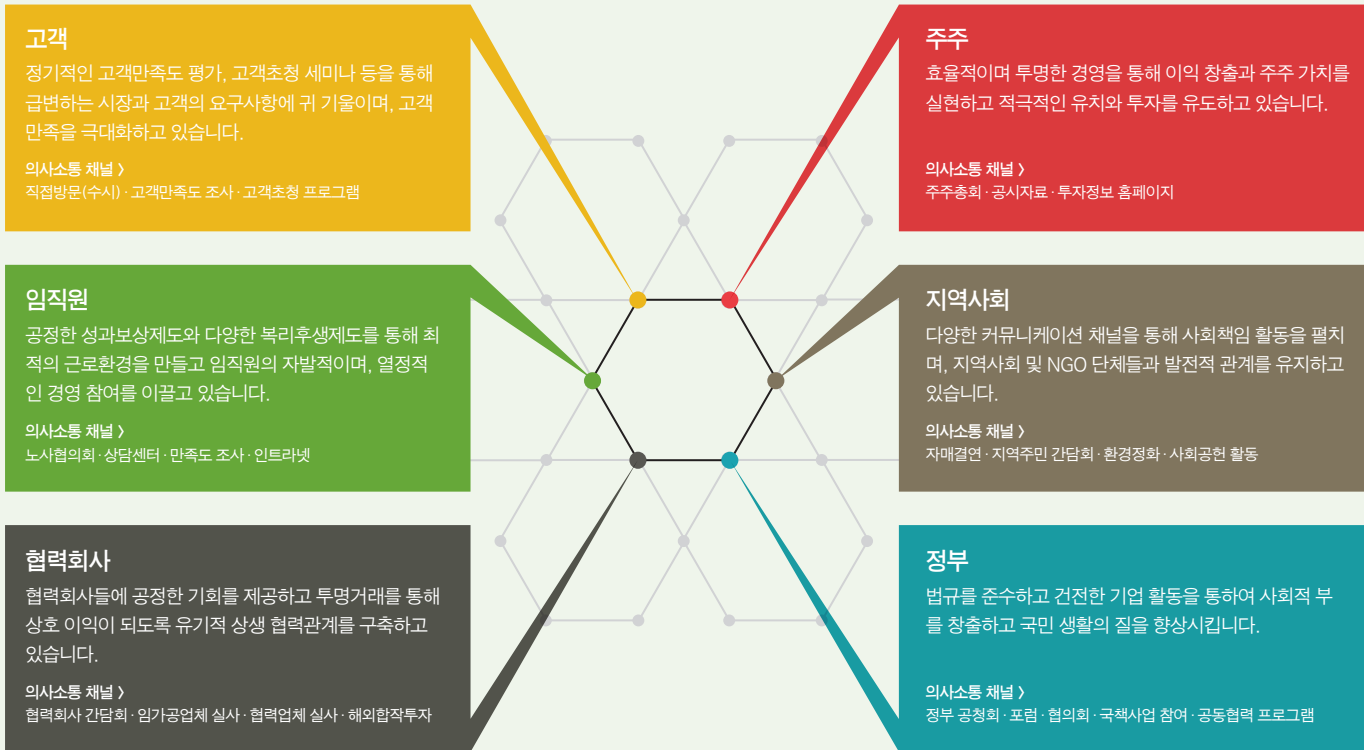 고객
정기적인 고객만족도 평가, 고객초청 세미나 등을 통해
급변하는 시장과 고객의 요구사항에 귀 기울이며, 고객
만족을 극대화하고 있습니다.
의사소통 채널 >
직접방문(수시) · 고객만족도 조사 · 고객초청 프로그램
주주
효율적이며 투명한 경영을 통해 이익 창출과 주주 가치를
실현하고 적극적인 유치와 투자를 유도하고 있습니다.
의사소통 채널 >
주주총회 · 공시자료 · 투자정보 홈페이지
임직원
공정한 성과보상제도와 다양한 복리후생제도를 통해 최
적의 근로환경을 만들고 임직원의 자발적이며, 열정적
인 경영 참여를 이끌고 있습니다.
의사소통 채널 >
노사협의회 · 상담센터 · 만족도 조사 · 인트라넷
지역사회
다양한 커뮤니케이션 채널을 통해 사회책임 활동을 펼치
며, 지역사회 및 NGO 단체들과 발전적 관계를 유지하고
있습니다.
의사소통 채널 >
자매결연 · 지역주민 간담회 · 환경정화 · 사회공헌 활동
협력회사
협력회사들에 공정한 기회를 제공하고 투명거래를 통해
상호 이익이 되도록 유기적 상생 협력관계를 구축하고
있습니다.
의사소통 채널 >
협력회사 간담회 · 임가공업체 실사 · 협력업체 실사 · 해외합작투자
정부
법규를 준수하고 건전한 기업 활동을 통하여 사회적 부
를 창출하고 국민 생활의 질을 향상시킵니다.
의사소통 채널 >
정부 공청회 · 포럼 · 협의회 · 국책사업 참여 · 공동협력 프로그램